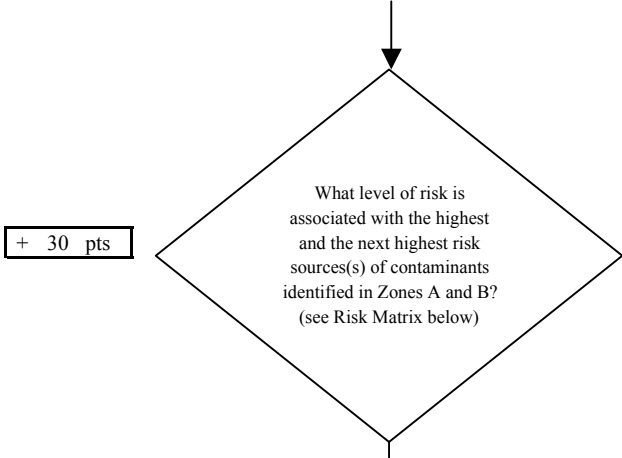 What level of risk is
associated with the highest
and the next highest risk
sources(s) of contaminants
identified in Zones A and B?
(see Risk Matrix below)
+ 30 pts